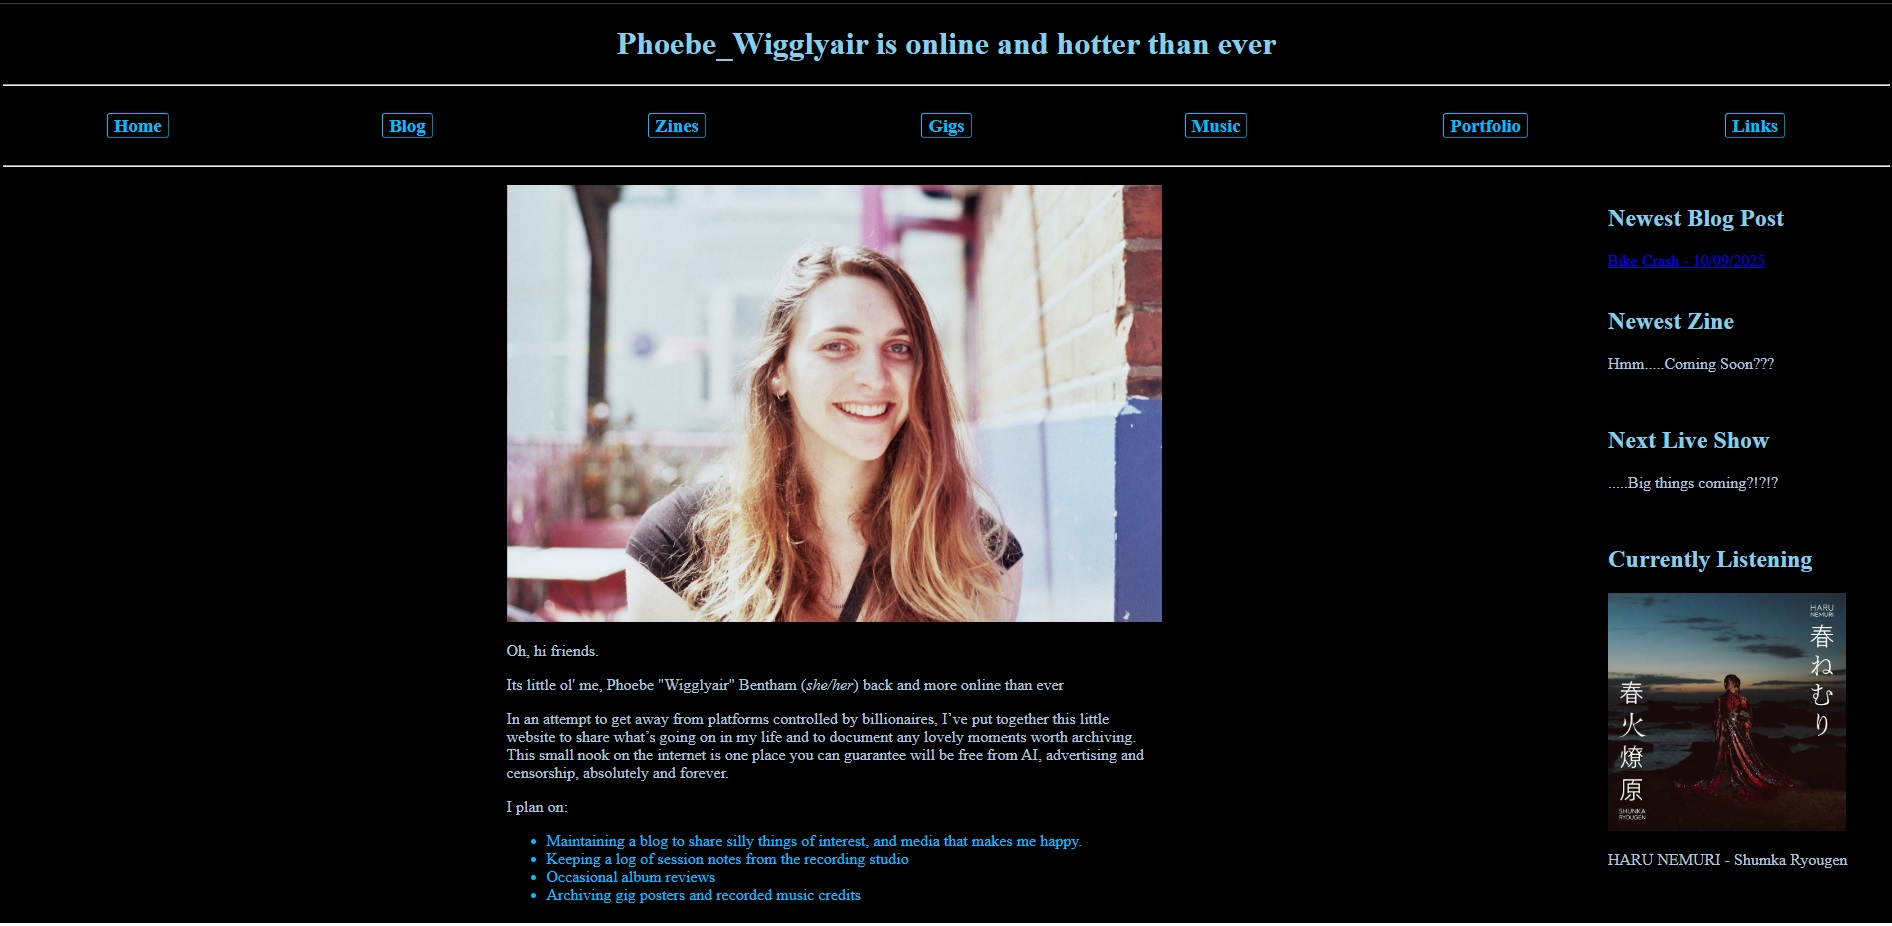 Phoebe_Wigglyair is online and hotter than ever
Home
Blog
Zines
Gigs
Music
Portfolio
Links
Oh, hi friends.
Its little ol' me, Phoebe "Wigglyair" Bentham (she/her) back and more online than ever
In an attempt to get away from platforms controlled by billionaires, I’ve put together this little
website to share what’s going on in my life and to document any lovely moments worth archiving.
This small nook on the internet is one place you can guarantee will be free from AI, advertising and
censorship, absolutely and forever.
I plan on:
• Maintaining a blog to share silly things of interest, and media that makes me happy.
• Keeping a log of session notes from the recording studio
• Occasional album reviews
• Archiving gig posters and recorded music credits
Newest Blog Post
Bike Crash - 10/09/2025
Newest Zine
Hmm.....Coming Soon???
Next Live Show
.....Big things coming?!?!?
Currently Listening
HARU
NEMURI
春ねむり
春火燎原
SHUNKA
RYOUGEN
HARU NEMURI - Shumka Ryougen